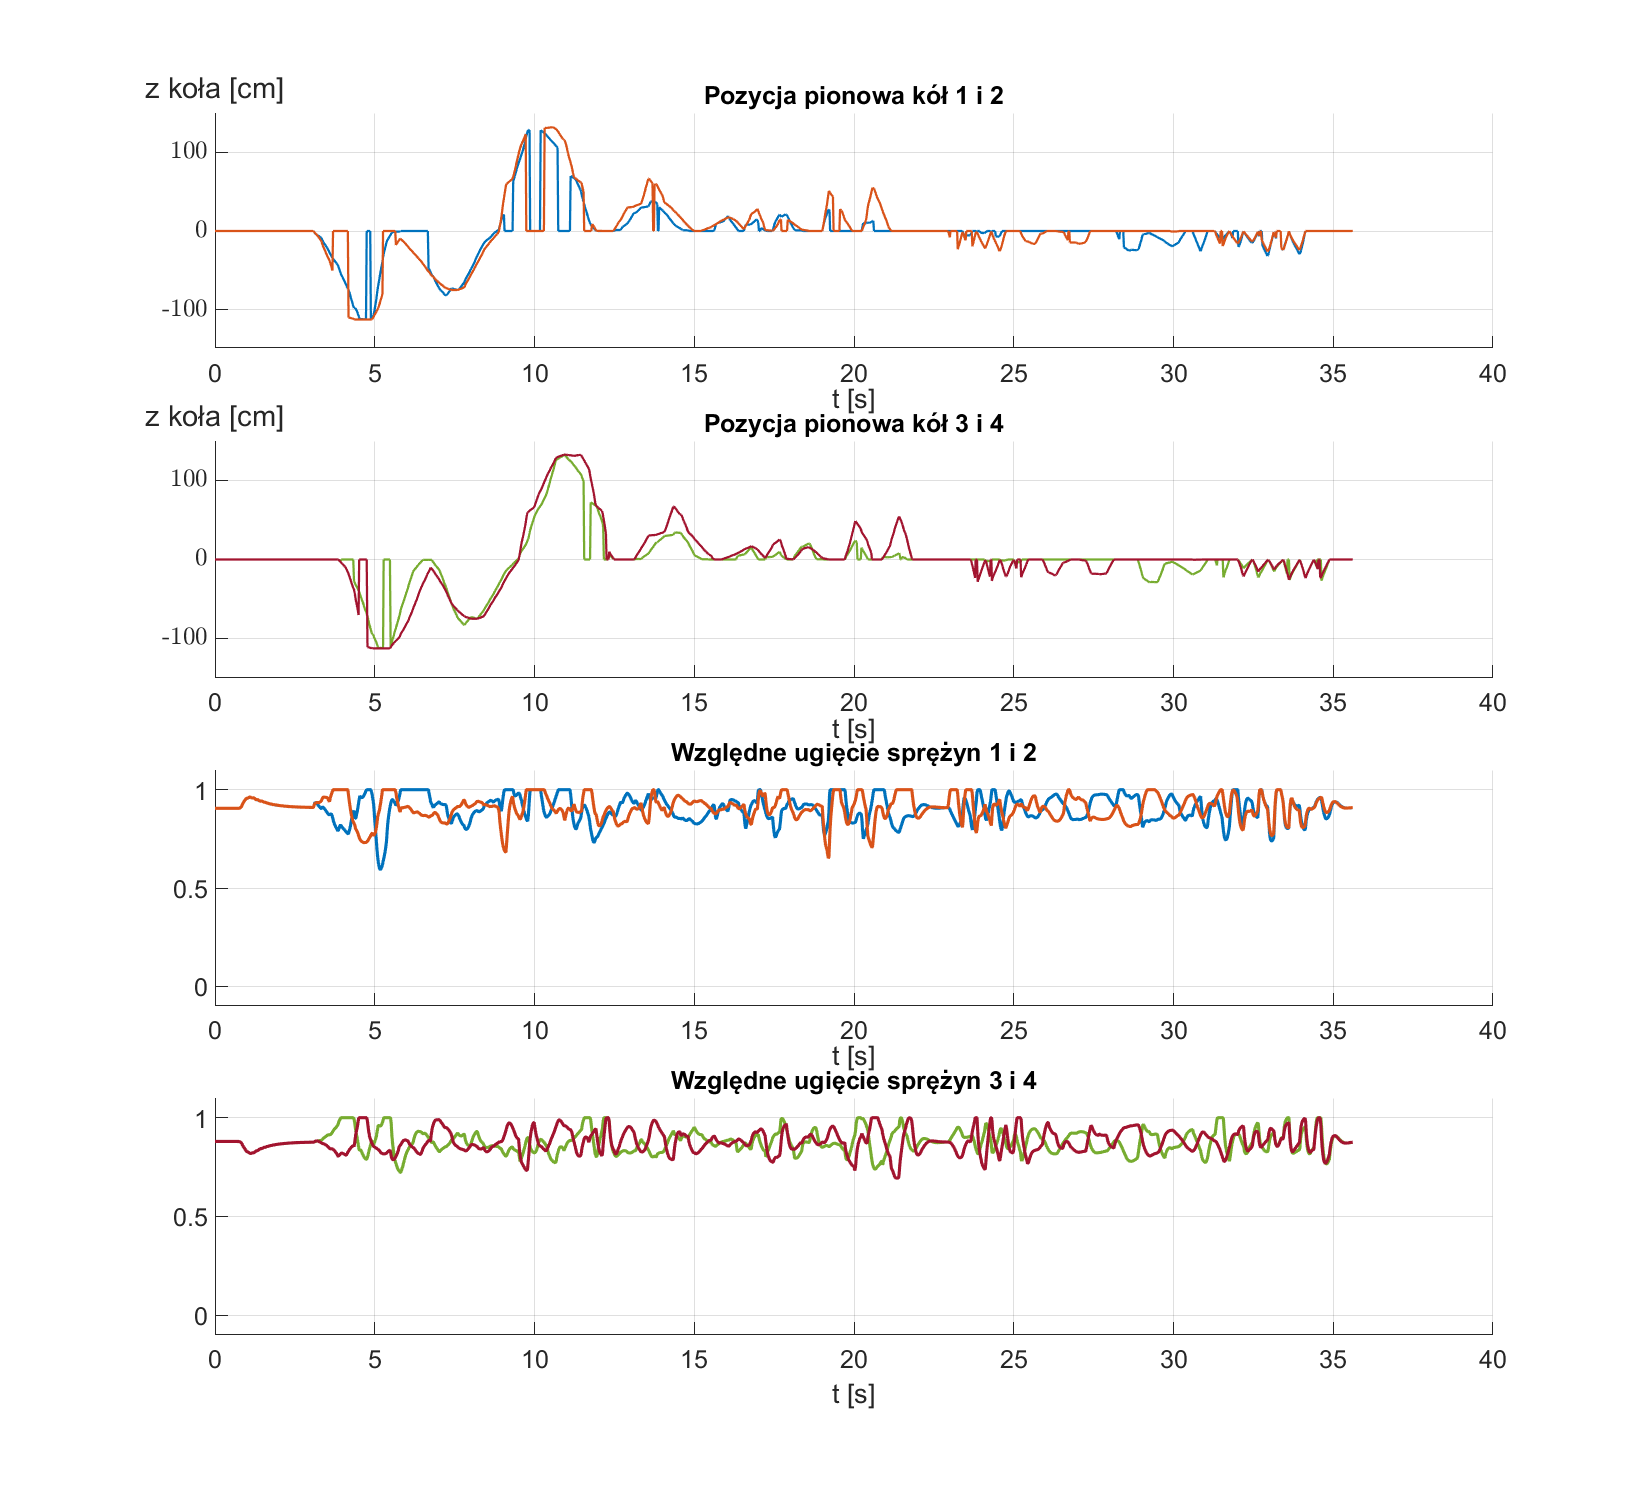 z koła [cm]
Pozycja pionowa kół 1 i 2
100
0
-100
0 5 10 15 20 25 30 35 40
t [s]
z koła [cm]
Pozycja pionowa kół 3 i 4
100
0
-100
0 5 10 15 20 25 30 35 40
t [s]
Względne ugięcie sprężyn 1 i 2
1
0.5
0
0 5 10 15 20 25 30 35 40
t [s]
Względne ugięcie sprężyn 3 i 4
1
0.5
0
0 5 10 15 20 25 30 35 40
t [s]